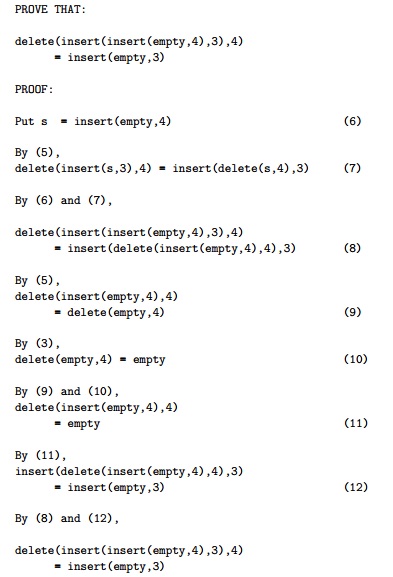 PROVE THAT:
delete(insert(insert(empty,4),3),4)
= insert(empty,3)
PROOF:
Put s = insert(empty,4) (6)
By (5),
delete(insert(s,3),4) = insert(delete(s,4),3) (7)
By (6) and (7),
delete(insert(insert(empty,4),3),4)
= insert(delete(insert(empty,4),4),3) (8)
By (5),
delete(insert(empty,4),4)
= delete(empty,4) (9)
By (3),
delete(empty,4) = empty (10)
By (9) and (10),
delete(insert(empty,4),4)
= empty (11)
By (11),
insert(delete(insert(empty,4),4),3)
= insert(empty,3) (12)
By (8) and (12),
delete(insert(insert(empty,4),3),4)
= insert(empty,3)